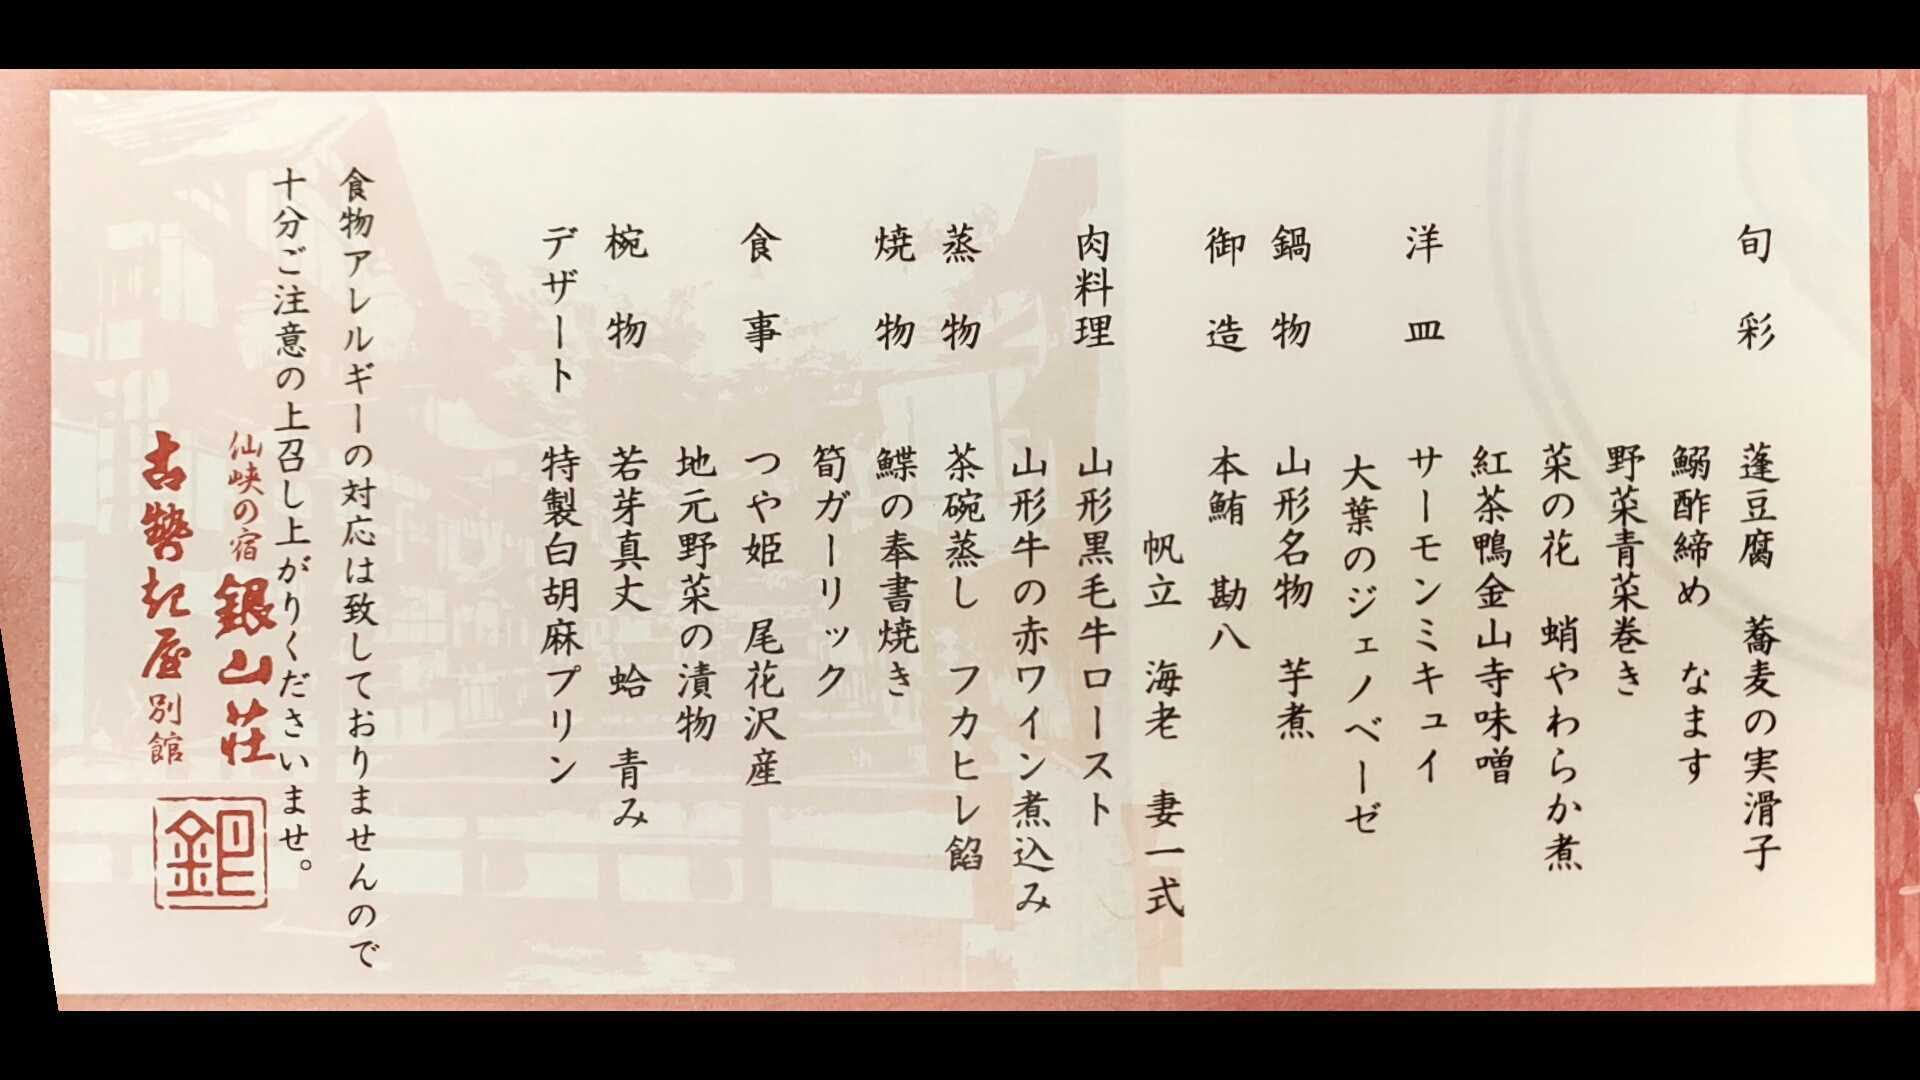 旬彩 蓬豆腐 蕎麦の実滑子
鰯酢締め なます
野菜青菜巻き
菜の花 蛸やわらか煮
紅茶鴨金山寺味噌
洋皿 サーモンミキュイ
大葉のジェノベーゼ
鍋物 山形名物 芋煮
御造 本鮪 勘八
帆立 海老 妻一式
肉料理 山形黒毛牛ロースト
山形牛の赤ワイン煮込み
蒸物 茶碗蒸し フカヒレ餡
焼物 鰈の奉書焼き
筍ガーリック
食事 つや姫 尾花沢産
地元野菜の漬物
椀物 若芽真丈 蛤 青み
デザート 特製白胡麻プリン
食物アレルギーの対応は致しておりませんので
十分ご注意の上召し上がりくださいませ。
仙峡の宿 銀山荘
古勢起屋 別館
銀